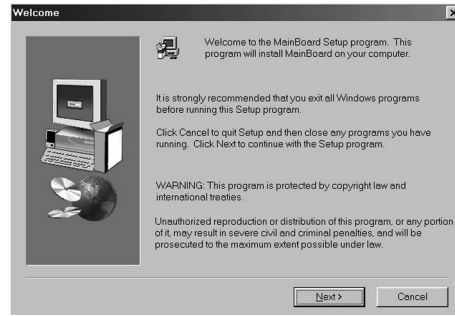 Welcome
Welcome to the MainBoard Setup program. This
program will install MainBoard on your computer.
It is strongly recommended that you exit all Windows programs
before running this Setup program.
Click Cancel to quit Setup and then close any programs you have
running. Click Next to continue with the Setup program.
WARNING: This program is protected by copyright law and
international treaties.
Unauthorized reproduction or distribution of this program, or any portion
of it, may result in severe civil and criminal penalties, and will be
prosecuted to the maximum extent possible under law.
Next > Cancel